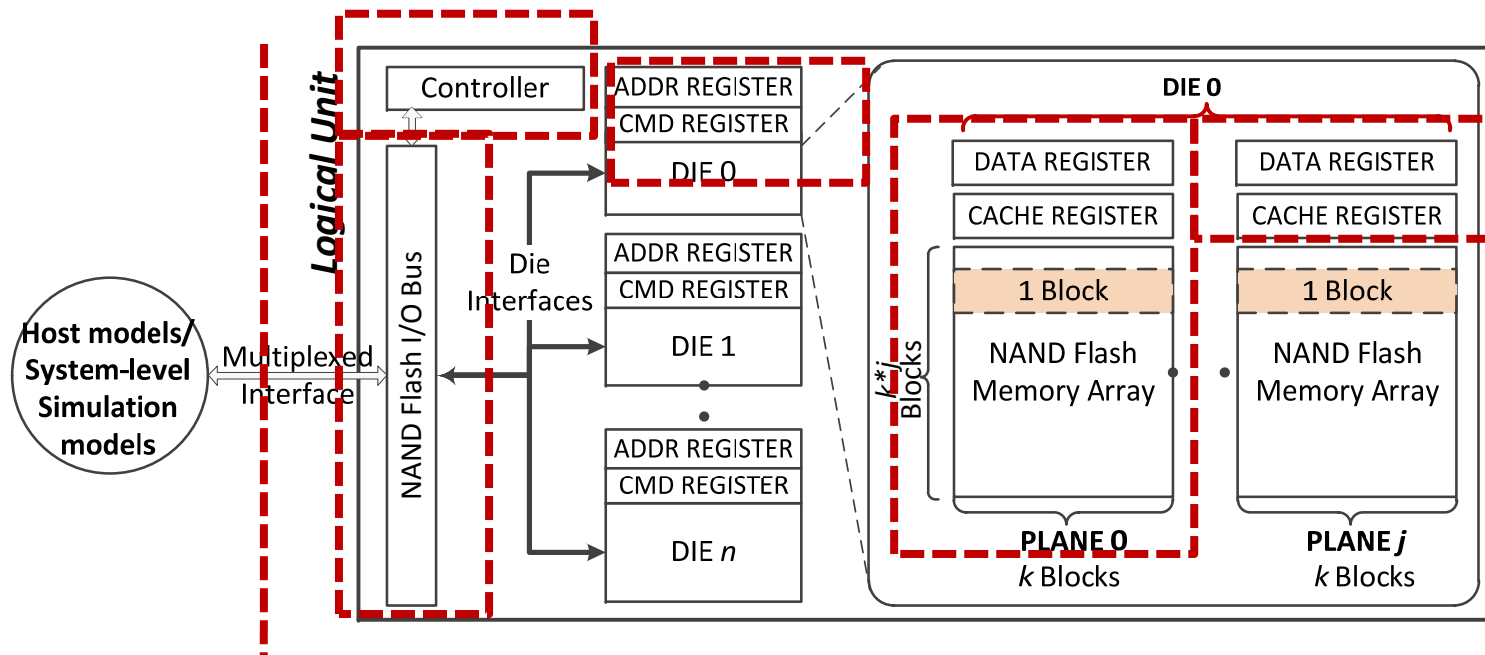 Host models/
System-level
Simulation
models
Multiplexed
Interface
Logical Unit
Controller
NAND Flash I/O Bus
Die
Interfaces
ADDR REGISTER
CMD REGISTER
DIE 0
ADDR REGISTER
CMD REGISTER
DIE 1
ADDR REGISTER
CMD REGISTER
DIE n
DIE 0
DATA REGISTER
CACHE REGISTER
1 Block
NAND Flash
Memory Array
k*j
Blocks
PLANE 0
k Blocks
DATA REGISTER
CACHE REGISTER
1 Block
NAND Flash
Memory Array
PLANE j
k Blocks